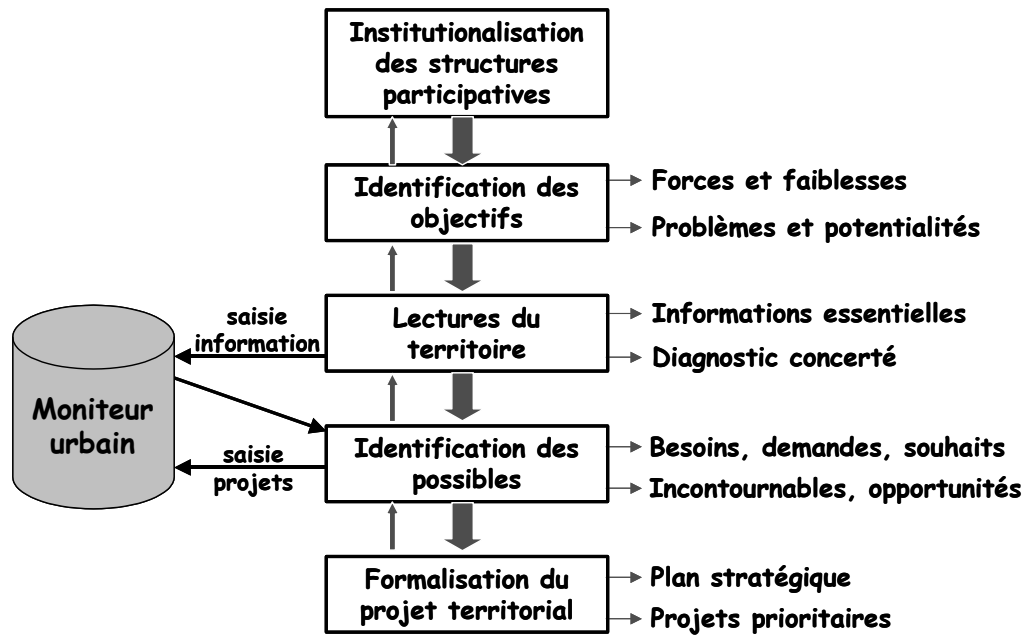 Institutionalisation
des structures
participatives
Identification des
objectifs
Forces et faiblesses
Problèmes et potentialités
saisie
information
Lectures du
territoire
Informations essentielles
Diagnostic concerté
Moniteur
urbain
saisie
projets
Identification des
possibles
Besoins, demandes, souhaits
Incontournables, opportunités
Formalisation du
projet territorial
Plan stratégique
Projets prioritaires